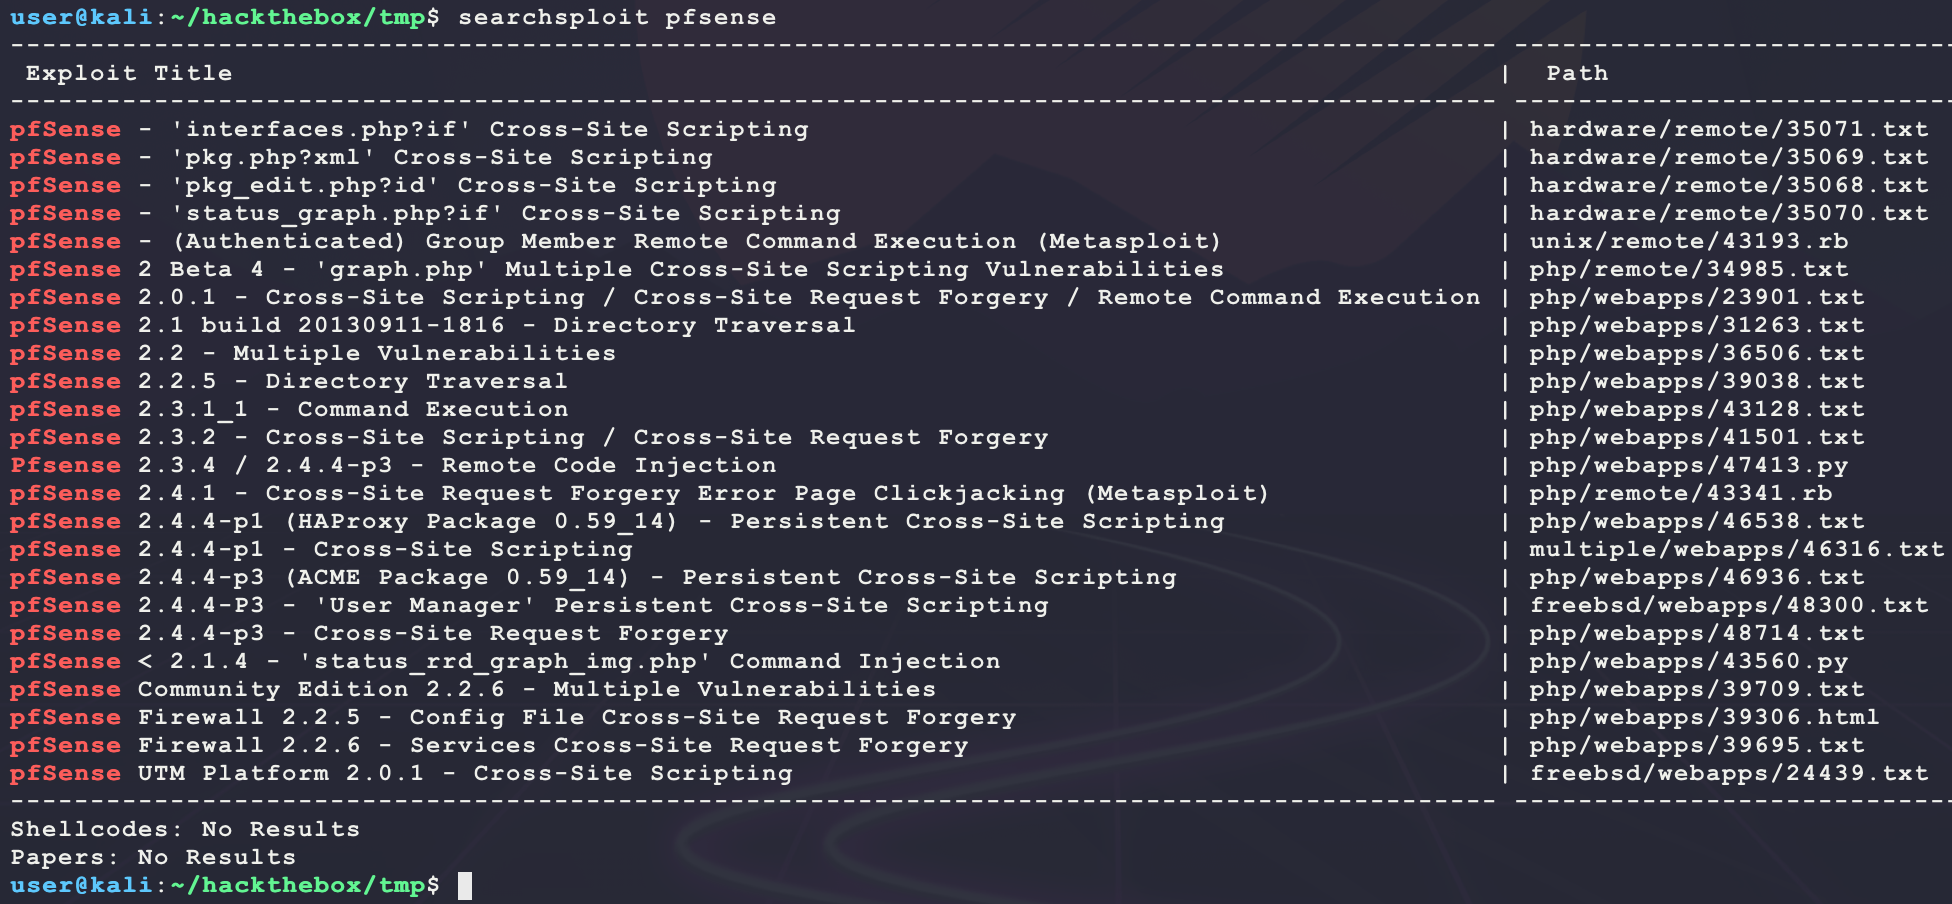 user@kali:~/hackthebox/tmp$ searchsploit pfsense
---------------------------------------------------------------------------------------------- ---------------------------
 Exploit Title | Path
---------------------------------------------------------------------------------------------- ---------------------------
pfSense - 'interfaces.php?if' Cross-Site Scripting | hardware/remote/35071.txt
pfSense - 'pkg.php?xml' Cross-Site Scripting | hardware/remote/35069.txt
pfSense - 'pkg_edit.php?id' Cross-Site Scripting | hardware/remote/35068.txt
pfSense - 'status_graph.php?if' Cross-Site Scripting | hardware/remote/35070.txt
pfSense - (Authenticated) Group Member Remote Command Execution (Metasploit) | unix/remote/43193.rb
pfSense 2 Beta 4 - 'graph.php' Multiple Cross-Site Scripting Vulnerabilities | php/remote/34985.txt
pfSense 2.0.1 - Cross-Site Scripting / Cross-Site Request Forgery / Remote Command Execution | php/webapps/23901.txt
pfSense 2.1 build 20130911-1816 - Directory Traversal | php/webapps/31263.txt
pfSense 2.2 - Multiple Vulnerabilities | php/webapps/36506.txt
pfSense 2.2.5 - Directory Traversal | php/webapps/39038.txt
pfSense 2.3.1_1 - Command Execution | php/webapps/43128.txt
pfSense 2.3.2 - Cross-Site Scripting / Cross-Site Request Forgery | php/webapps/41501.txt
Pfsense 2.3.4 / 2.4.4-p3 - Remote Code Injection | php/webapps/47413.py
pfSense 2.4.1 - Cross-Site Request Forgery Error Page Clickjacking (Metasploit) | php/remote/43341.rb
pfSense 2.4.4-p1 (HAProxy Package 0.59_14) - Persistent Cross-Site Scripting | php/webapps/46538.txt
pfSense 2.4.4-p1 - Cross-Site Scripting | multiple/webapps/46316.txt
pfSense 2.4.4-p3 (ACME Package 0.59_14) - Persistent Cross-Site Scripting | php/webapps/46936.txt
pfSense 2.4.4-P3 - 'User Manager' Persistent Cross-Site Scripting | freebsd/webapps/48300.txt
pfSense 2.4.4-p3 - Cross-Site Request Forgery | php/webapps/48714.txt
pfSense < 2.1.4 - 'status_rrd_graph_img.php' Command Injection | php/webapps/43560.py
pfSense Community Edition 2.2.6 - Multiple Vulnerabilities | php/webapps/39709.txt
pfSense Firewall 2.2.5 - Config File Cross-Site Request Forgery | php/webapps/39306.html
pfSense Firewall 2.2.6 - Services Cross-Site Request Forgery | php/webapps/39695.txt
pfSense UTM Platform 2.0.1 - Cross-Site Scripting | freebsd/webapps/24439.txt
---------------------------------------------------------------------------------------------- ---------------------------
Shellcodes: No Results
Papers: No Results
user@kali:~/hackthebox/tmp$